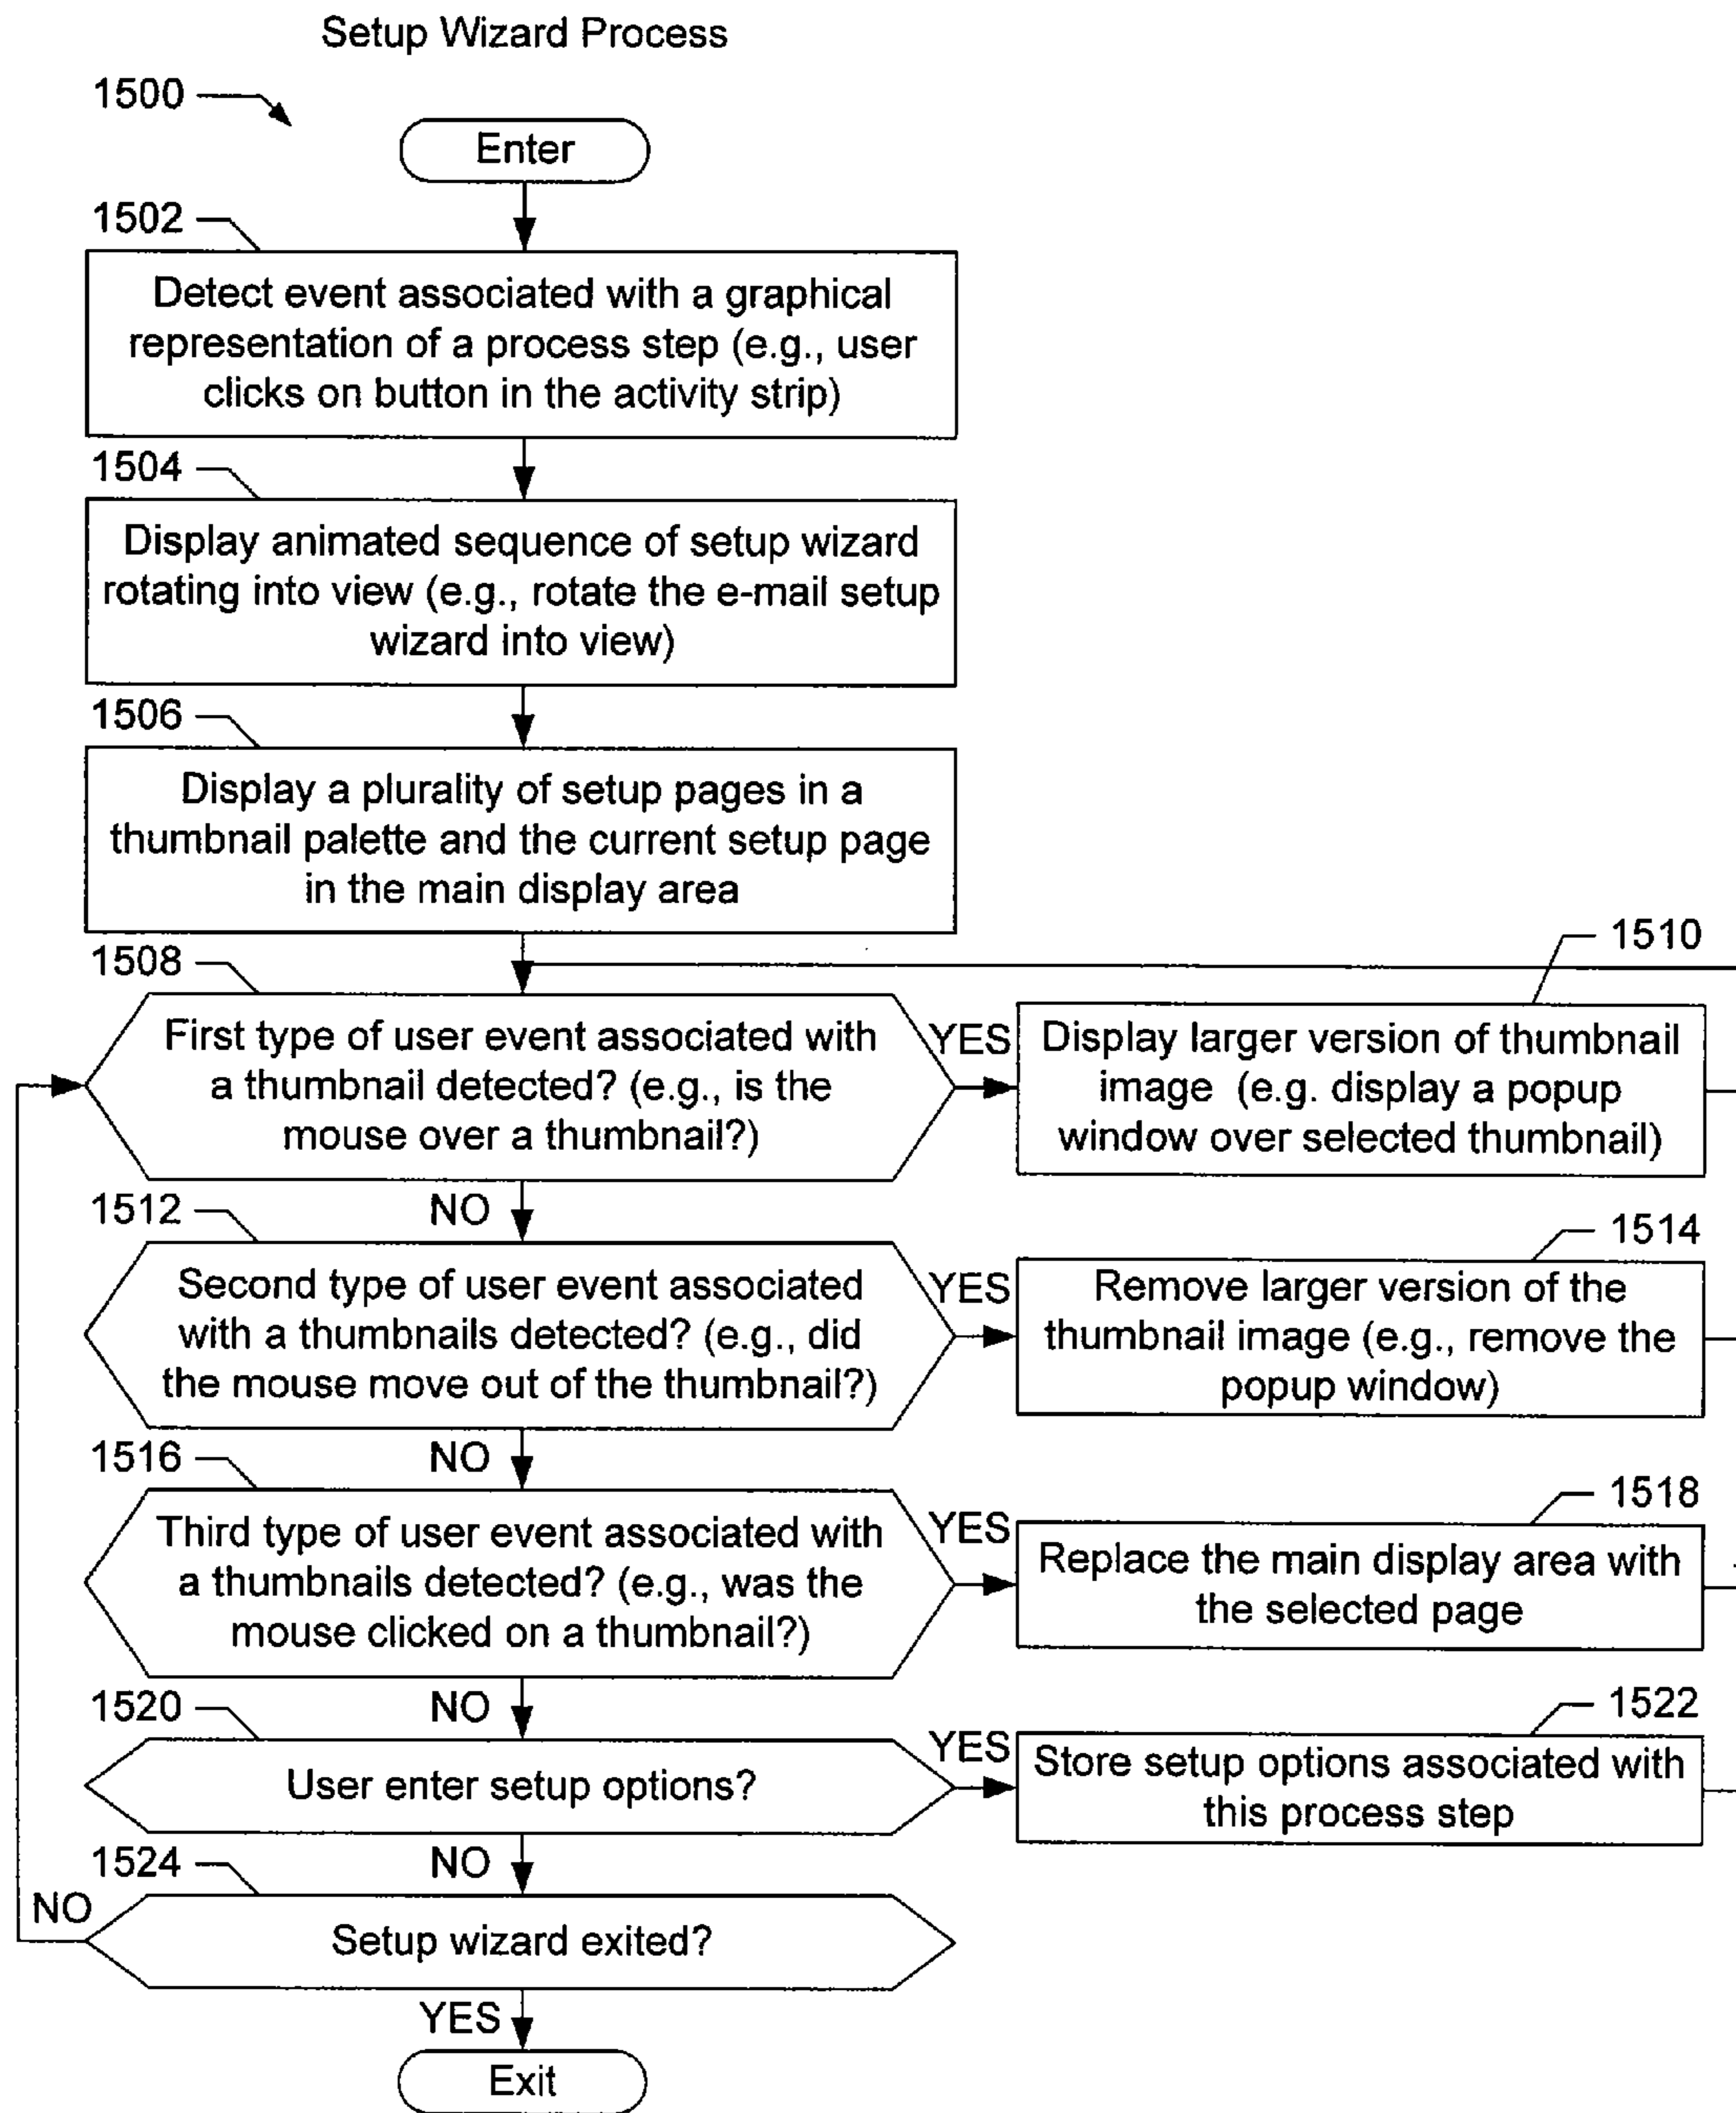 Setup Wizard Process
1500
Enter
1502
Detect event associated with a graphical
representation of a process step (e.g., user
clicks on button in the activity strip)
1504
Display animated sequence of setup wizard
rotating into view (e.g., rotate the e-mail setup
wizard into view)
1506
Display a plurality of setup pages in a
thumbnail palette and the current setup page
in the main display area
1508
First type of user event associated with
a thumbnail detected? (e.g., is the
mouse over a thumbnail?)
YES
1510
Display larger version of thumbnail
image (e.g. display a popup
window over selected thumbnail)
NO
1512
Second type of user event associated
with a thumbnails detected? (e.g., did
the mouse move out of the thumbnail?)
YES
1514
Remove larger version of the
thumbnail image (e.g., remove the
popup window)
NO
1516
Third type of user event associated with
a thumbnails detected? (e.g., was the
mouse clicked on a thumbnail?)
YES
1518
Replace the main display area with
the selected page
NO
1520
User enter setup options?
YES
1522
Store setup options associated with
this process step
NO
1524
Setup wizard exited?
NO
YES
Exit